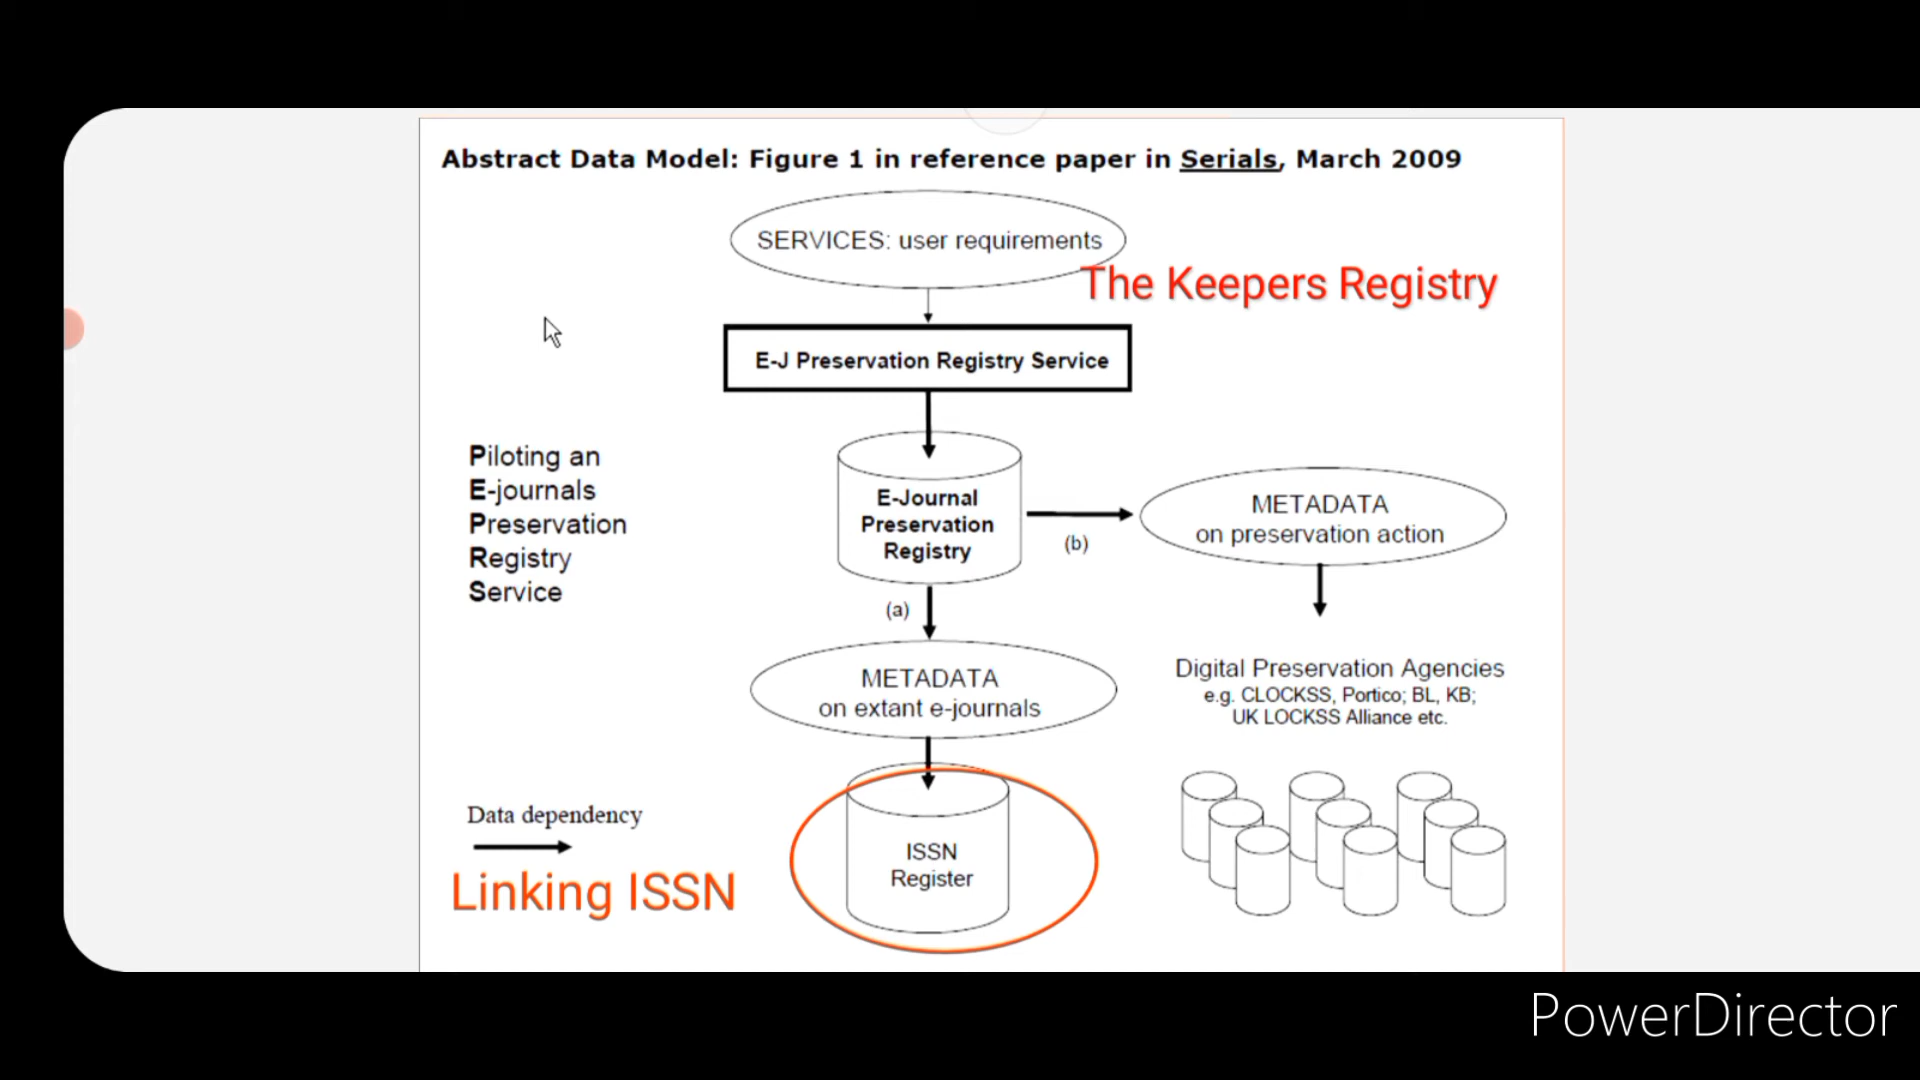 Abstract Data Model: Figure 1 in reference paper in Serials, March 2009
SERVICES: user requirements
The Keepers Registry
E-J Preservation Registry Service
Piloting an
E-journals
Preservation
Registry
Service
E-Journal
Preservation
Registry
(b)
METADATA
on preservation action
(a)
METADATA
on extant e-journals
Digital Preservation Agencies
e.g. CLOCKSS, Portico; BL, KB;
UK LOCKSS Alliance etc.
Data dependency
Linking ISSN
ISSN
Register
PowerDirector